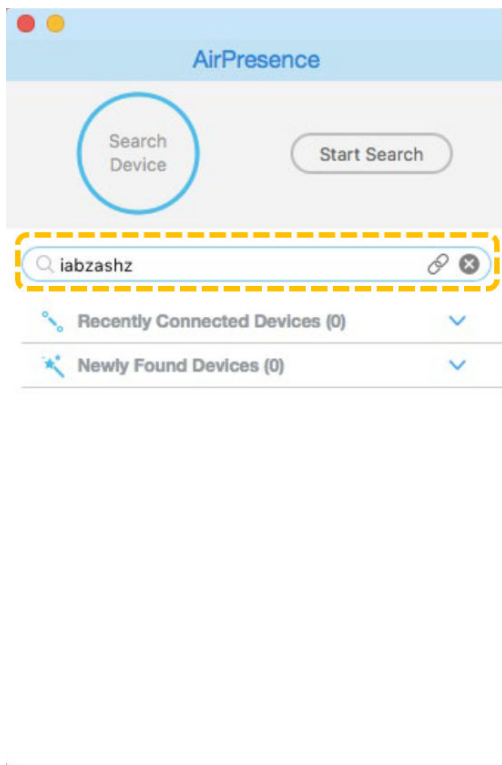 AirPresence
Search
Device
Start Search
iabzashz
Recently Connected Devices (0)
Newly Found Devices (0)